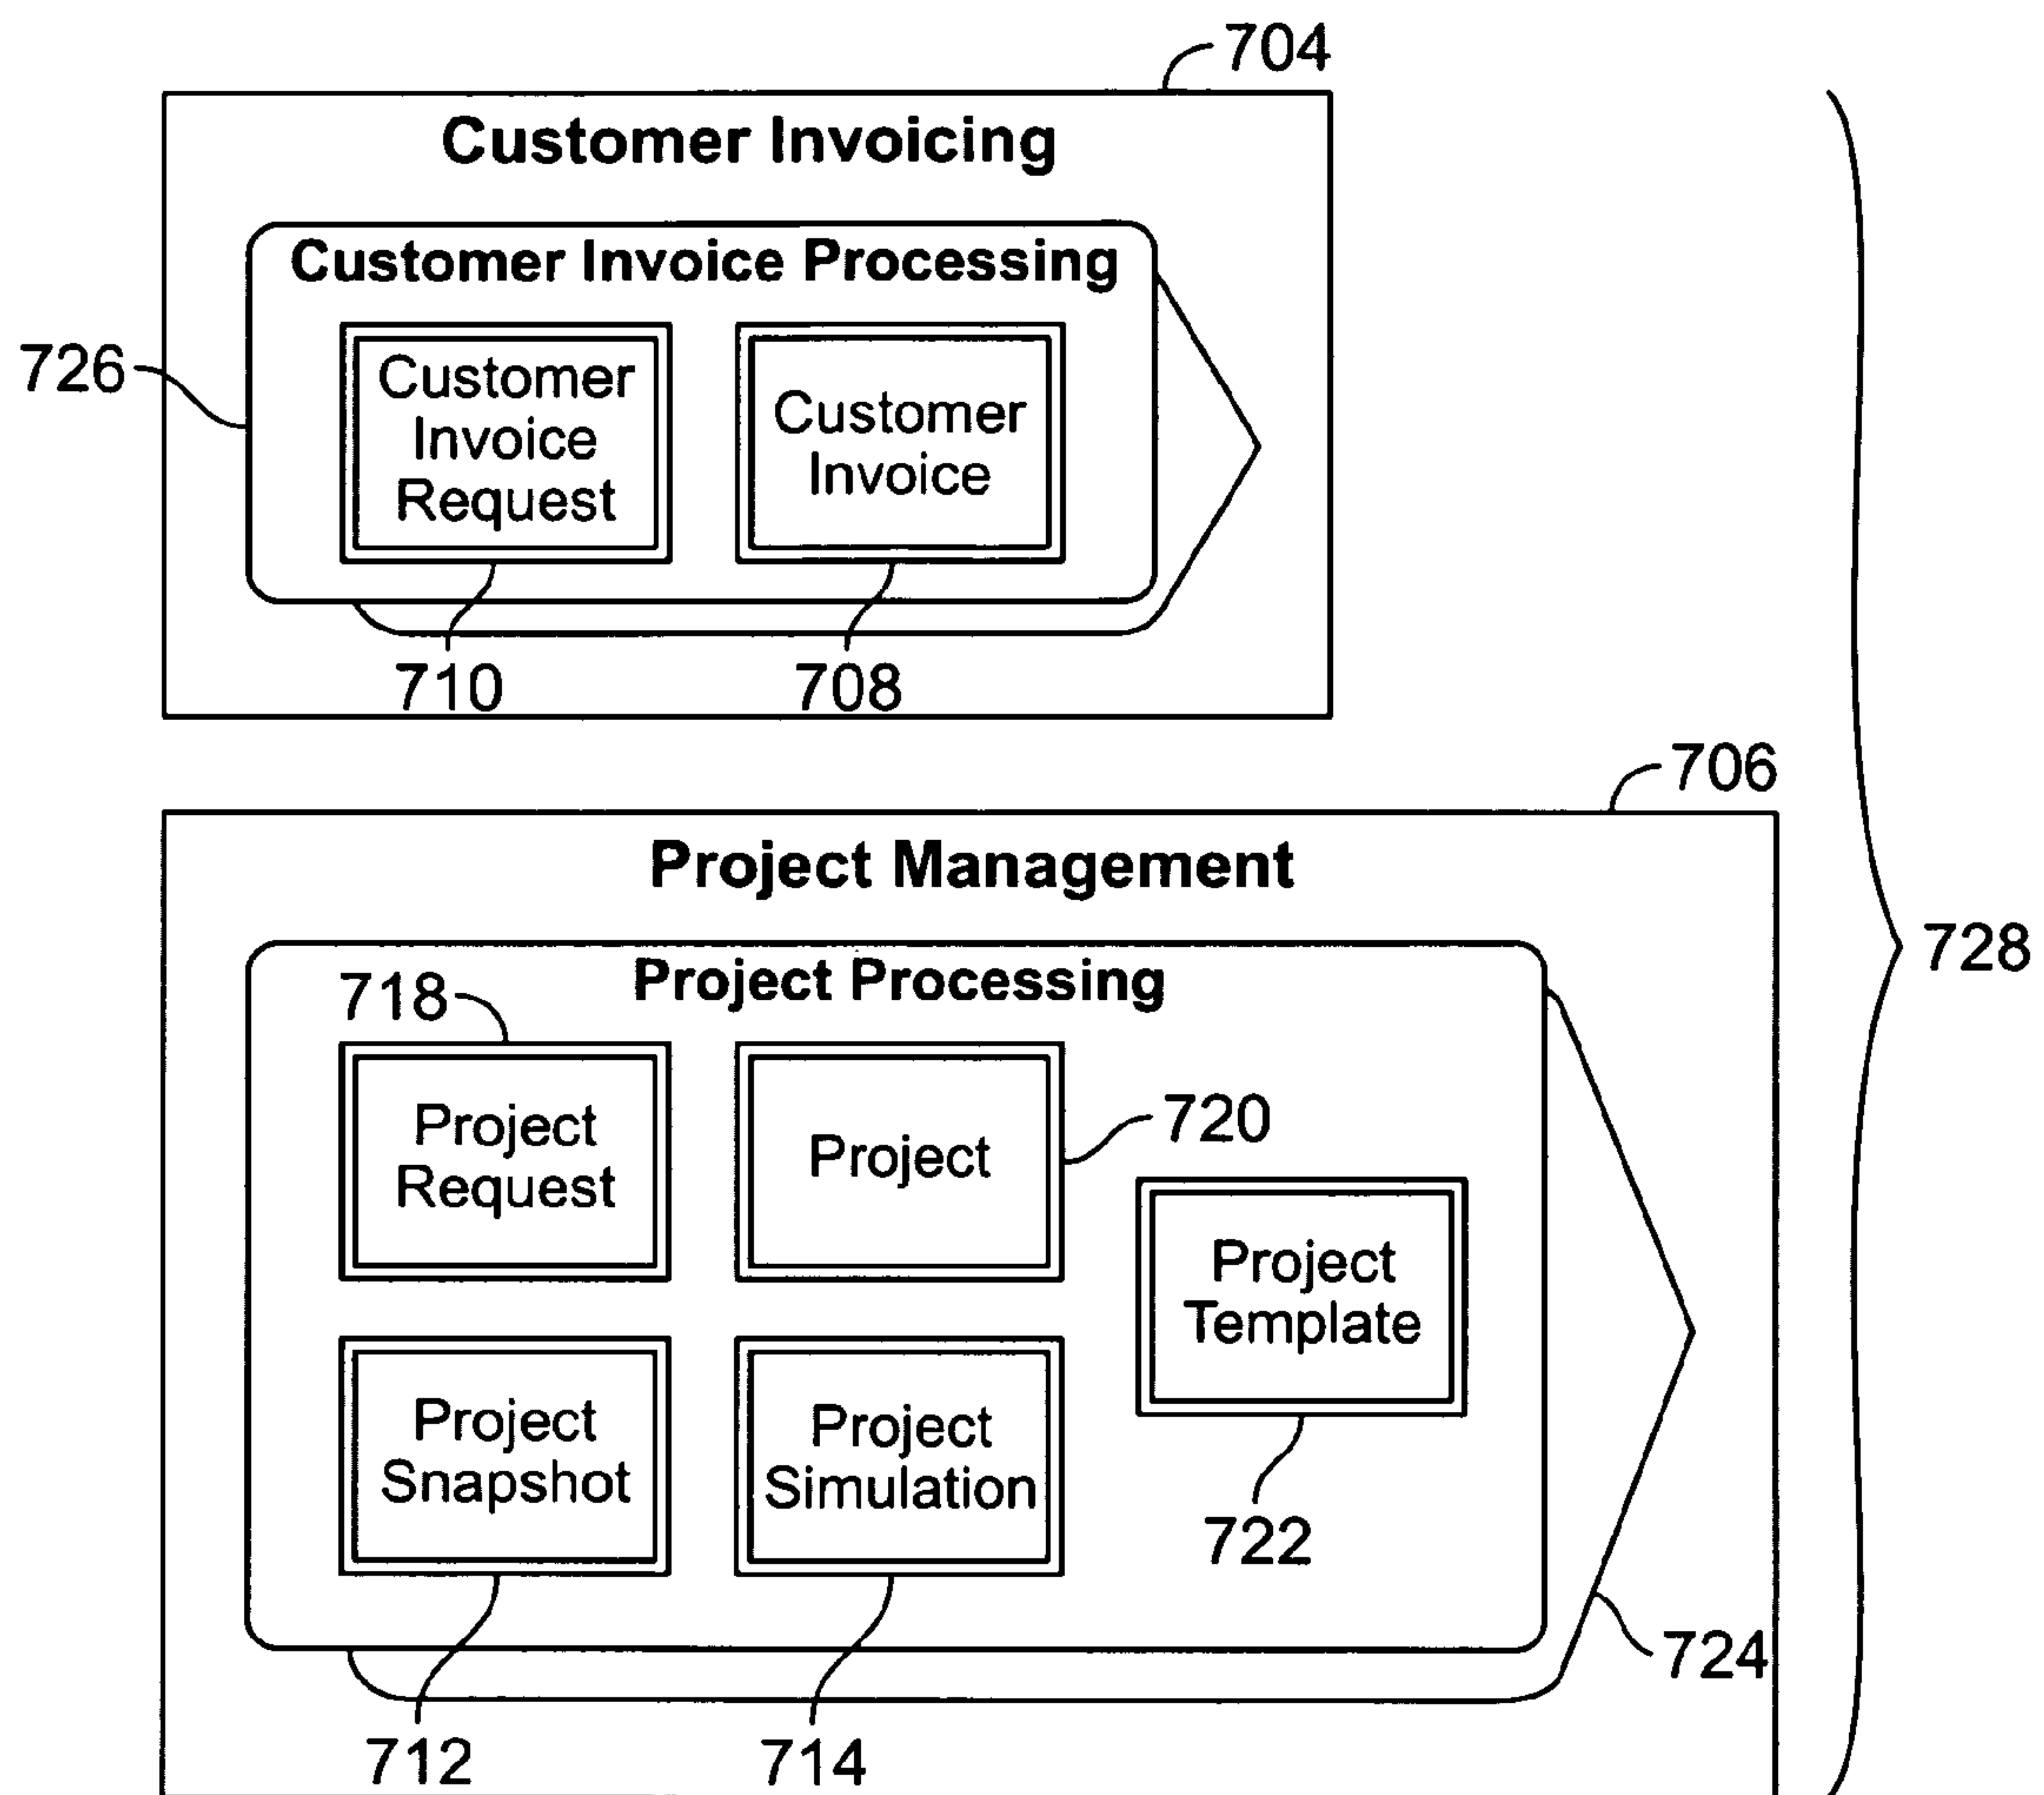 704
Customer Invoicing
Customer Invoice Processing
726
Customer
Invoice
Request
Customer
Invoice
710
708
706
Project Management
728
Project Processing
718
Project
Request
Project
720
Project
Template
Project
Snapshot
Project
Simulation
722
724
712
714